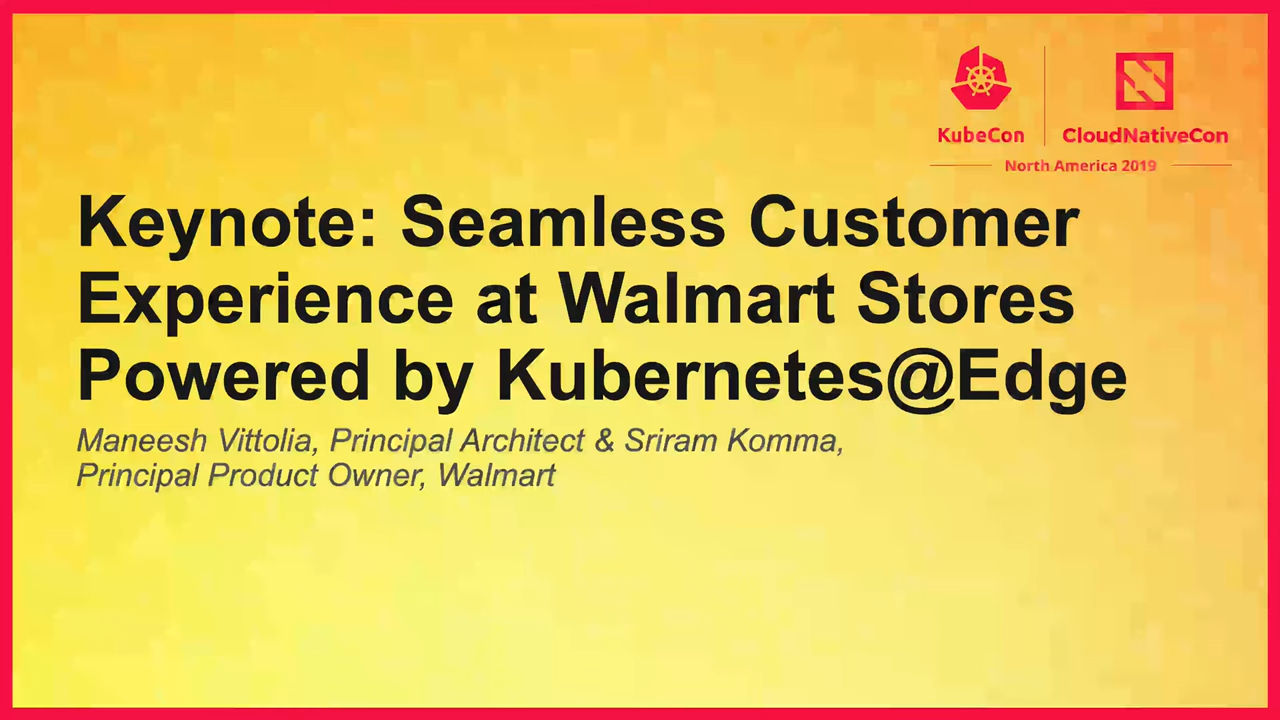 KubeCon
CloudNativeCon
North America 2019
Keynote: Seamless Customer
Experience at Walmart Stores
Powered by Kubernetes@Edge
Maneesh Vittolia, Principal Architect & Sriram Komma,
Principal Product Owner, Walmart